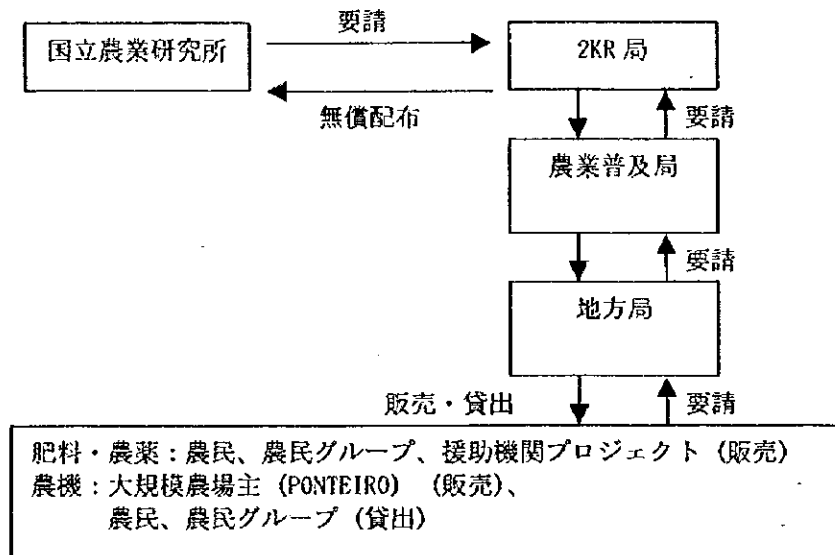 要請
国立農業研究所
2KR 局
無償配布
要請
農業普及局
要請
地方局
販売・貸出
要請
肥料・農薬：農民、農民グループ、援助機関プロジェクト (販売)
農機：大規模農場主 (PONTEIRO) (販売)、
農民、農民グループ (貸出)